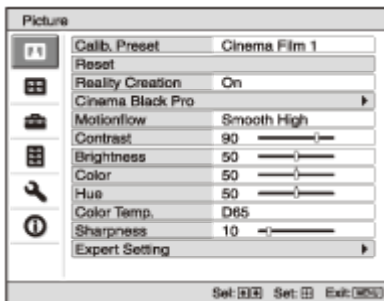 Picture
Calib. Preset Cinema Film 1
Reset
Reality Creation On
Cinema Black Pro
Motionflow Smooth High
Contrast 90
Brightness 50
Color 50
Hue 50
Color Temp. D65
Sharpness 10
Expert Setting
Sel: Set: Exit: MENU